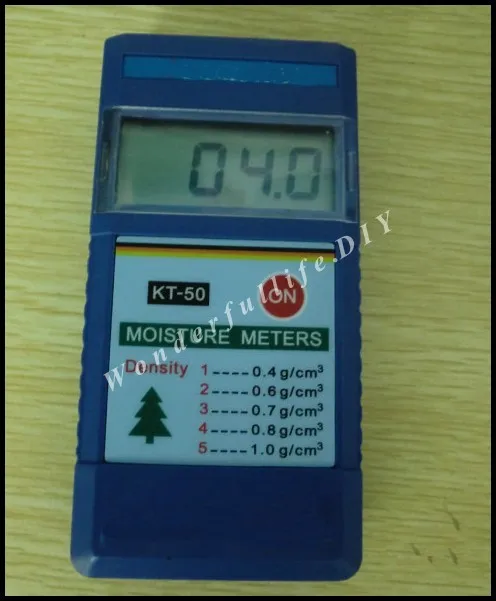 04.0
KT-50
ON
MOISTURE METERS
Density 1----0.4 g/cm³
2----0.6 g/cm³
3----0.7 g/cm³
4----0.8 g/cm³
5----1.0 g/cm³
Wonderfullife.DIY